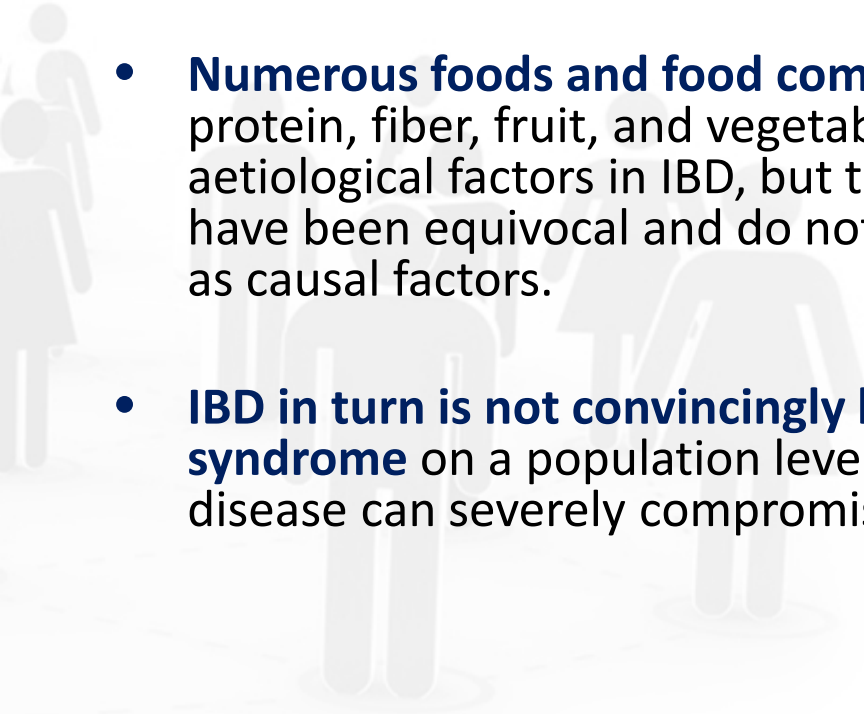 • Numerous foods and food com
protein, fiber, fruit, and vegetab
aetiological factors in IBD, but t
have been equivocal and do not
as causal factors.
• IBD in turn is not convincingly
syndrome on a population leve
disease can severely compromis